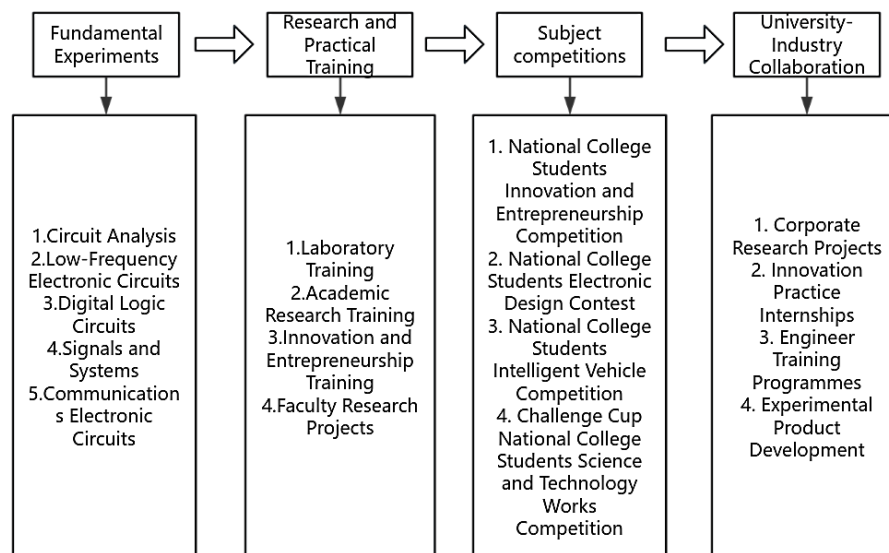 Fundamental
Experiments
Research and
Practical
Training
Subject
competitions
University-
Industry
Collaboration
1.Circuit Analysis
2.Low-Frequency
Electronic Circuits
3.Digital Logic
Circuits
4.Signals and
Systems
5.Communication
s Electronic
Circuits
1.Laboratory
Training
2.Academic
Research Training
3.Innovation and
Entrepreneurship
Training
4.Faculty Research
Projects
1. National College
Students
Innovation and
Entrepreneurship
Competition
2. National College
Students Electronic
Design Contest
3. National College
Students
Intelligent Vehicle
Competition
4. Challenge Cup
National College
Students Science
and Technology
Works
Competition
1. Corporate
Research Projects
2. Innovation
Practice
Internships
3. Engineer
Training
Programmes
4. Experimental
Product
Development